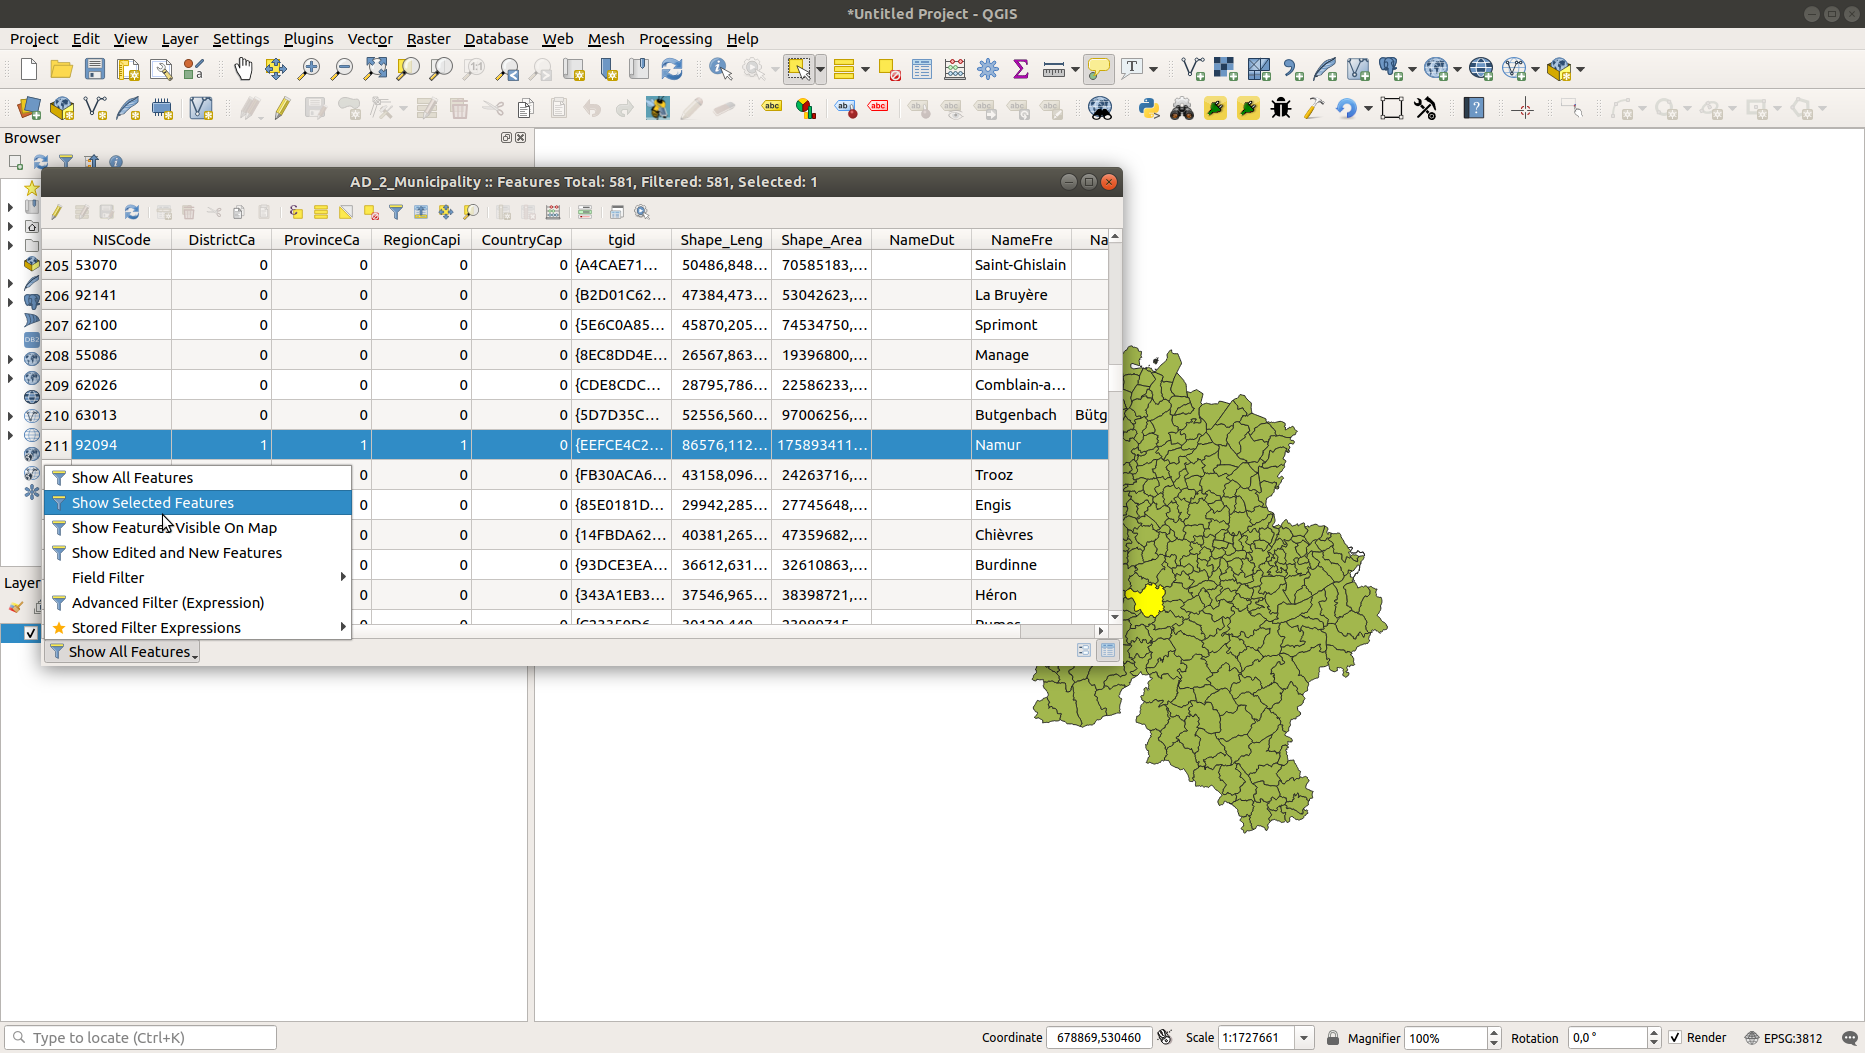 *Untitled Project - QGIS
Project Edit View Layer Settings Plugins Vector Raster Database Web Mesh Processing Help
Browser
AD_2_Municipality :: Features Total: 581, Filtered: 581, Selected: 1
NISCode DistrictCa ProvinceCa RegionCapi CountryCap tgid Shape_Leng Shape_Area NameDut NameFre Na
205 53070 0 0 0 0 {A4CAE71... 50486,848... 70585183,... Saint-Ghislain
206 92141 0 0 0 0 {B2D01C62... 47384,473... 53042623,... La Bruyère
207 62100 0 0 0 0 {5E6C0A85... 45870,205... 74534750,... Sprimont
208 55086 0 0 0 0 {8EC8DD4E... 26567,863... 19396800,... Manage
209 62026 0 0 0 0 {CDE8CDC... 28795,786... 22586233,... Comblain-a...
210 63013 0 0 0 0 {5D7D35C... 52556,560... 97006256,... Butgenbach Bütg
211 92094 1 1 1 0 {EEFCE4C2... 86576,112... 175893411... Namur
0 0 0 {FB30ACA6... 43158,096... 24263716,... Trooz
0 0 0 {85E0181D... 29942,285... 27745648,... Engis
0 0 0 {14FBDA62... 40381,265... 47359682,... Chièvres
0 0 0 {93DCE3EA... 36612,631... 32610863,... Burdinne
0 0 0 {343A1EB3... 37546,965... 38398721,... Héron
Show All Features
Show Selected Features
Show Features Visible On Map
Show Edited and New Features
Field Filter
Advanced Filter (Expression)
Stored Filter Expressions
Show All Features
Layer
Type to locate (Ctrl+K)
Coordinate 678869,530460 Scale 1:1727661 Magnifier 100% Rotation 0,0 ° Render EPSG:3812